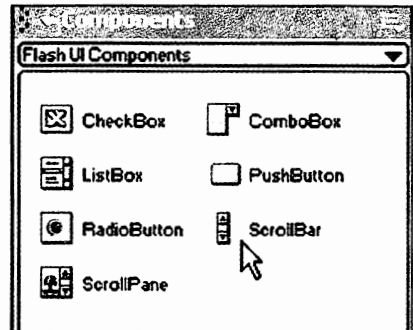 Components
Flash UI Components
CheckBox ComboBox
ListBox PushButton
RadioButton ScrollBar
ScrollPane